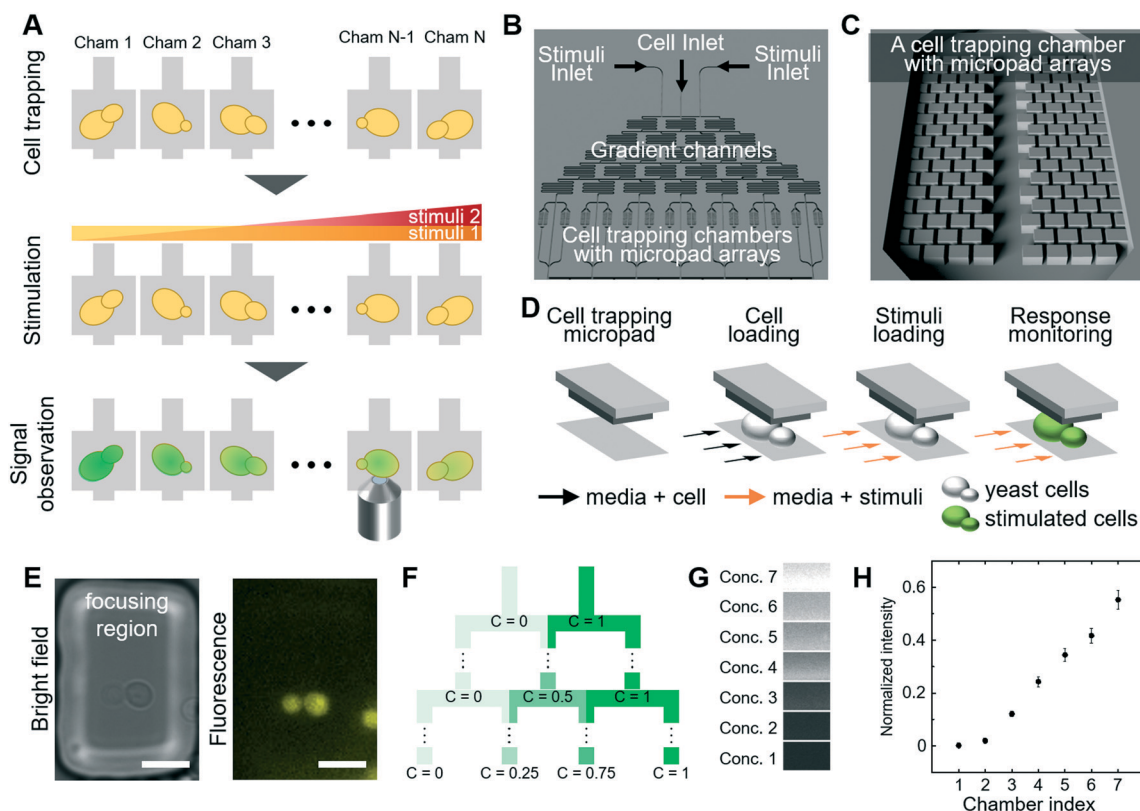 A
Cham 1
Cham 2
Cham 3
Cham N-1
Cham N
Cell trapping
stimuli 2
stimuli 1
Stimulation
Signal
observation
B
Stimuli
Inlet
Cell Inlet
Stimuli
Inlet
Gradient channels
Cell trapping chambers
with micropad arrays
C
A cell trapping chamber
with micropad arrays
D
Cell trapping
micropad
Cell
loading
Stimuli
loading
Response
monitoring
media + cell
media + stimuli
yeast cells
stimulated cells
E
Bright field
focusing
region
Fluorescence
F
C = 0
C = 1
C = 0
C = 0.5
C = 1
C = 0
C = 0.25
C = 0.75
C = 1
G
Conc. 7
Conc. 6
Conc. 5
Conc. 4
Conc. 3
Conc. 2
Conc. 1
H
Normalized intensity
0.6
0.4
0.2
0
1 2 3 4 5 6 7
Chamber index